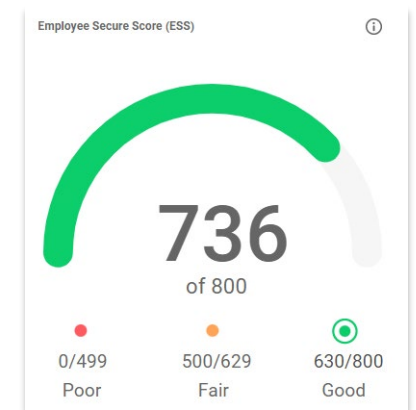 Employee Secure Score (ESS)
736
of 800
0/499 500/629 630/800
Poor Fair Good